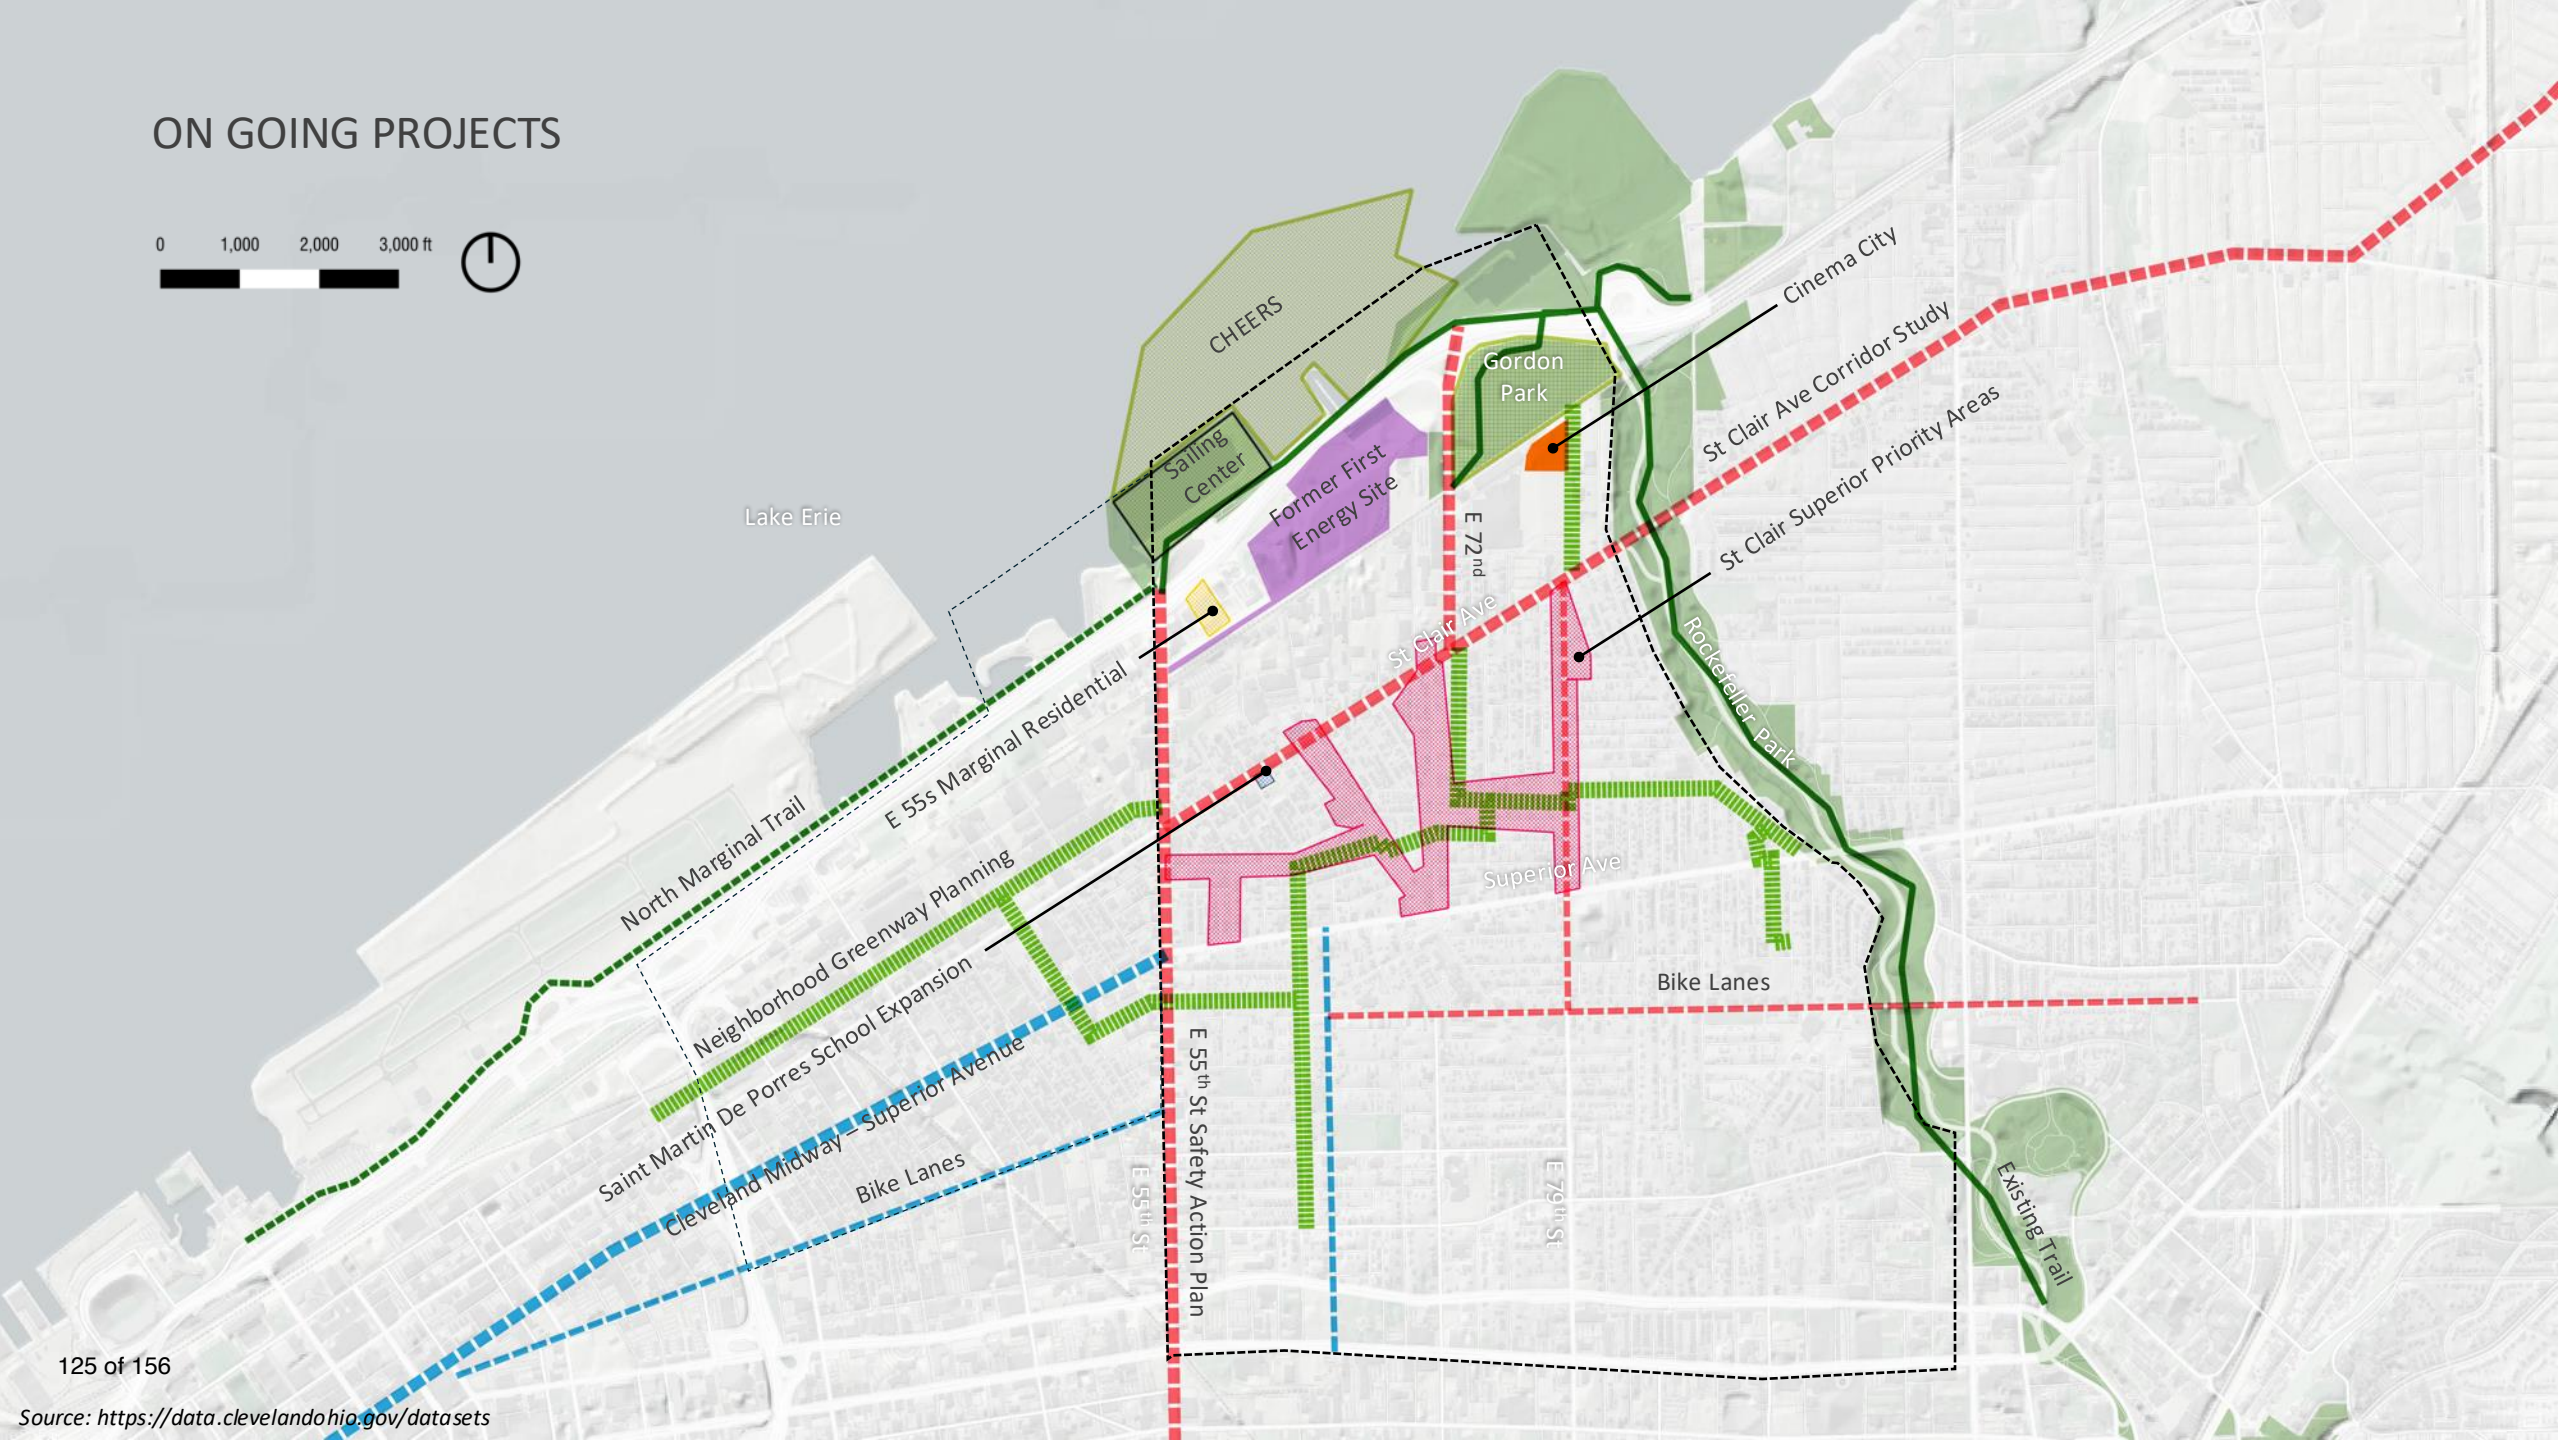 ON GOING PROJECTS
0 1,000 2,000 3,000 ft
CHEERS
Cinema City
St Clair Ave Corridor Study
St Clair Superior Priority Areas
Gordon
Park
Sailing
Center
Former First
Energy Site
Lake Erie
E 72nd
St Clair Ave
Rockefeller Park
E 55s Marginal Residential
North Marginal Trail
Neighborhood Greenway Planning
Saint Martin De Porres School Expansion
Cleveland Midway – Superior Avenue
Bike Lanes
Superior Ave
Bike Lanes
E 55th St Safety Action Plan
E 55th St
E 79th St
Existing Trail
125 of 156
Source: https://data.clevelandohio.gov/datasets